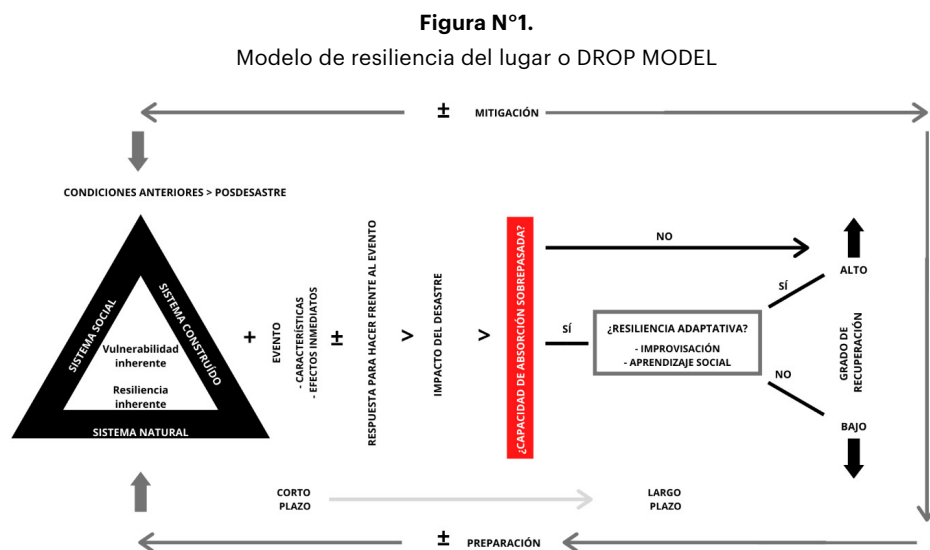 Figura N°1.
Modelo de resiliencia del lugar o DROP MODEL
± MITIGACIÓN
CONDICIONES ANTERIORES > POSDESASTRE
SISTEMA SOCIAL
SISTEMA CONSTRUÍDO
Vulnerabilidad
inherente
Resiliencia
inherente
SISTEMA NATURAL
+
EVENTO
- CARACTERÍSTICAS
- EFECTOS INMEDIATOS
±
RESPUESTA PARA HACER FRENTE AL EVENTO
>
IMPACTO DEL DESASTRE
>
¿CAPACIDAD DE ABSORCIÓN SOBREPASADA?
NO
SÍ
¿RESILIENCIA ADAPTATIVA?
- IMPROVISACIÓN
- APRENDIZAJE SOCIAL
SÍ
NO
ALTO
GRADO DE
RECUPERACIÓN
BAJO
CORTO
PLAZO
LARGO
PLAZO
± PREPARACIÓN